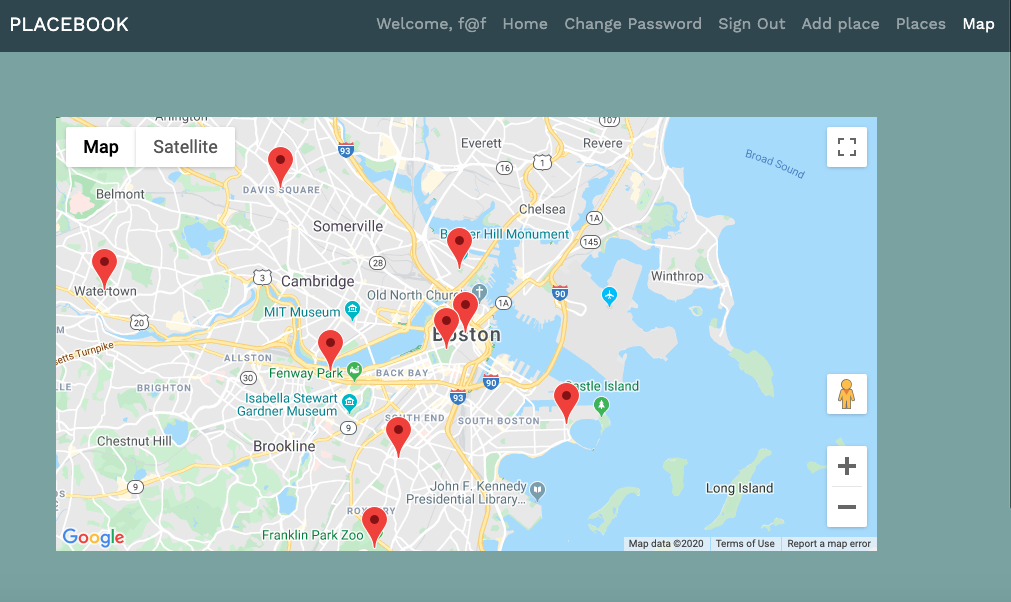 PLACEBOOK
Welcome, f@f Home Change Password Sign Out Add place Places Map
Arlington
Map Satellite
107
93
Everett
Revere
1
16
Broad Sound
DAVIS SQUARE
Belmont
Chelsea
1A
Somerville
Hill Monument
145
28
Cambridge
3
Winthrop
Watertown
Old North Church
90
1A
MIT Museum
20
Boston
etts Turnpike
ALLSTON
Fenway Park
BACK BAY
30
90
BRIGHTON
Castle Island
Isabella Stewart
Gardner Museum
93
SOUTH END
SOUTH BOSTON
9
Chestnut Hill
Brookline
9
John F. Kennedy
Presidential Library...
Long Island
Franklin Park Zoo
Google
Map data ©2020 Terms of Use Report a map error